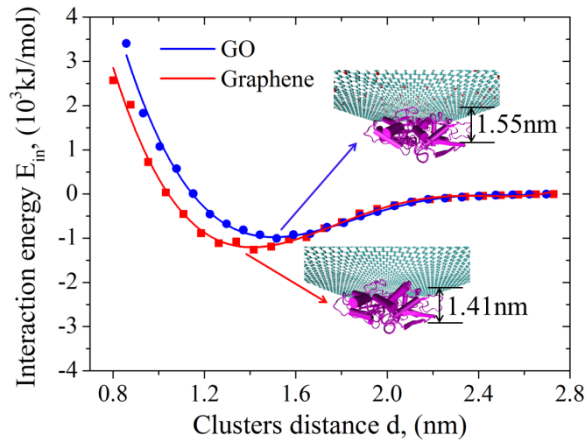 Interaction energy E_in, (10³kJ/mol)
4
3
2
1
0
-1
-2
-3
-4
GO
Graphene
1.55nm
1.41nm
0.8 1.2 1.6 2.0 2.4 2.8
Clusters distance d, (nm)